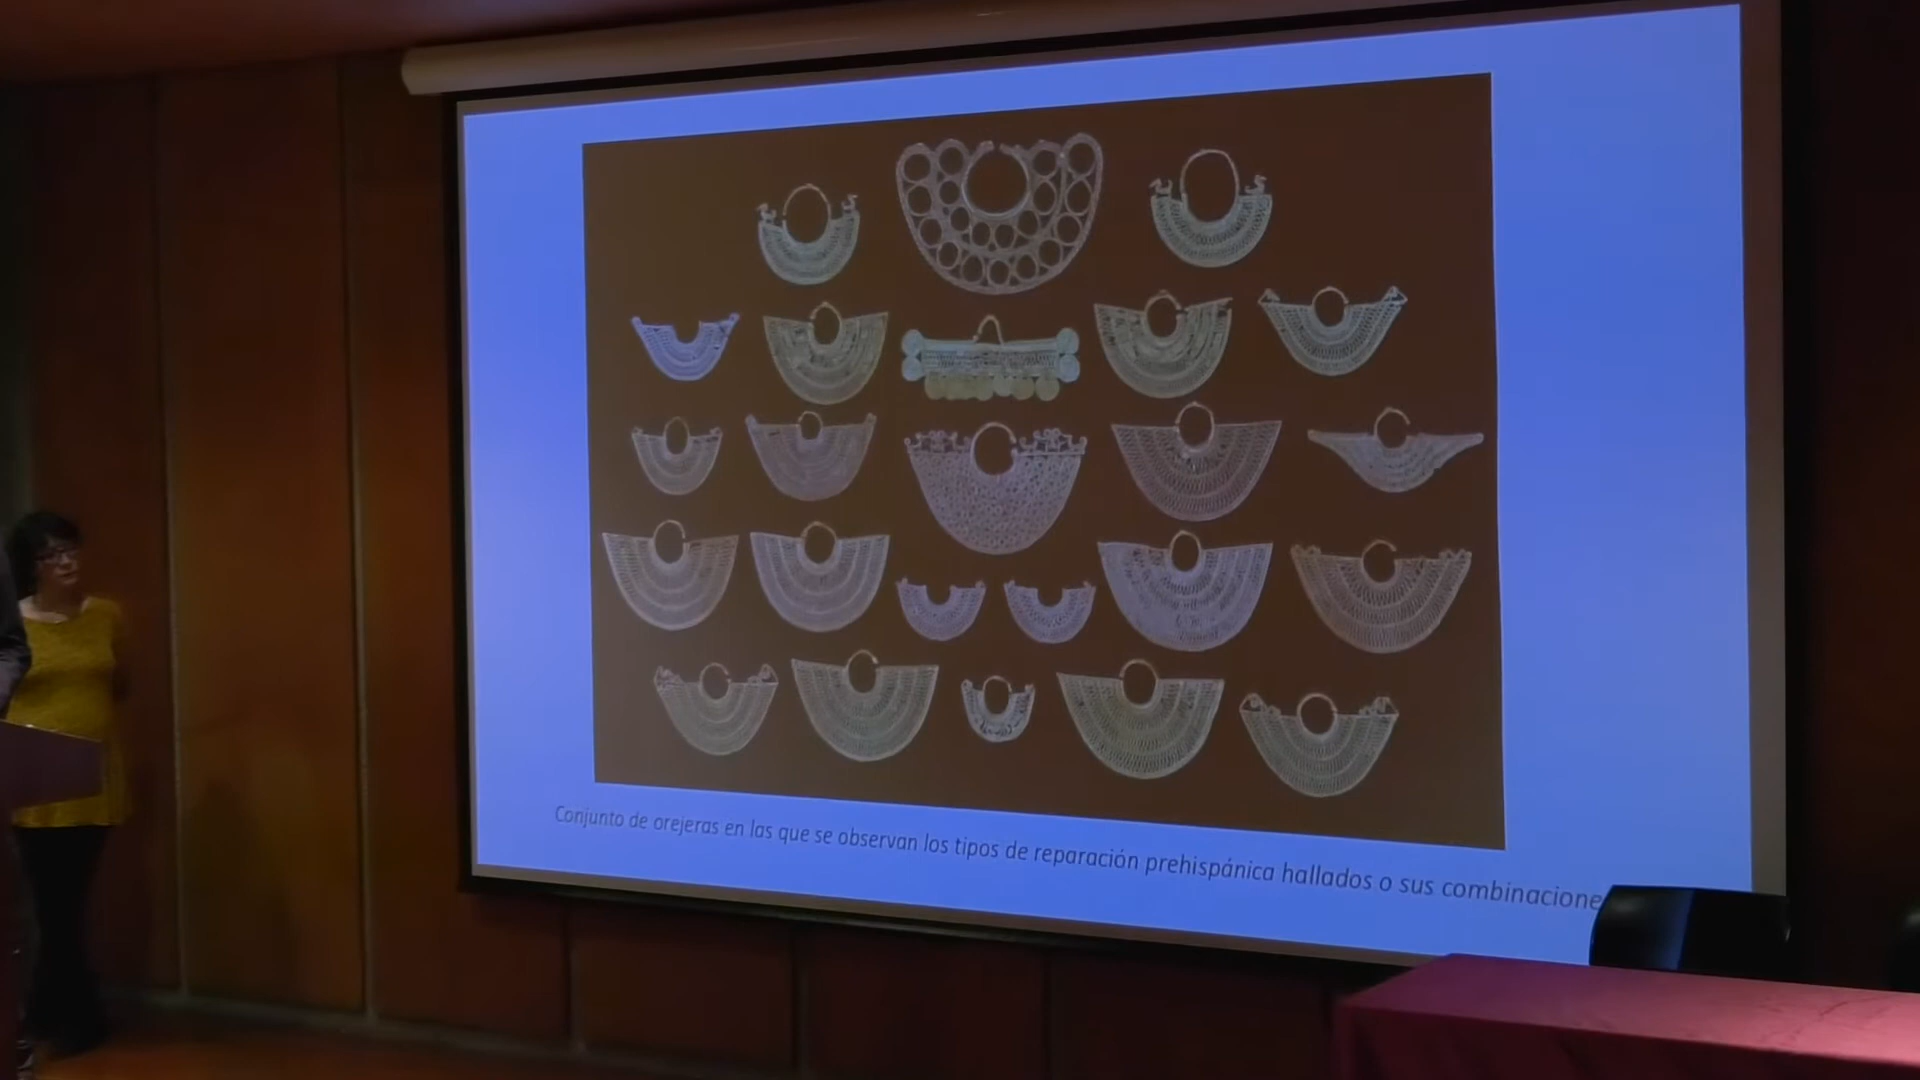 Conjunto de orejeras en las que se observan los tipos de reparación prehispánica hallados o sus combinacione